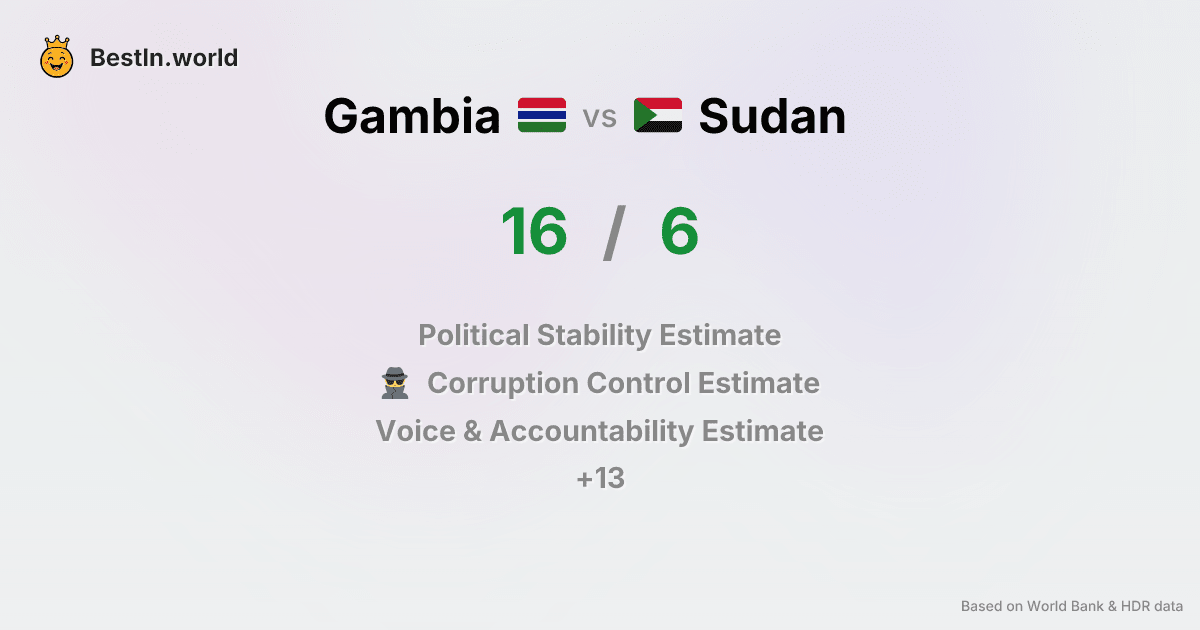 BestIn.world
Gambia vs Sudan
16 / 6
Political Stability Estimate
Corruption Control Estimate
Voice & Accountability Estimate
+13
Based on World Bank & HDR data